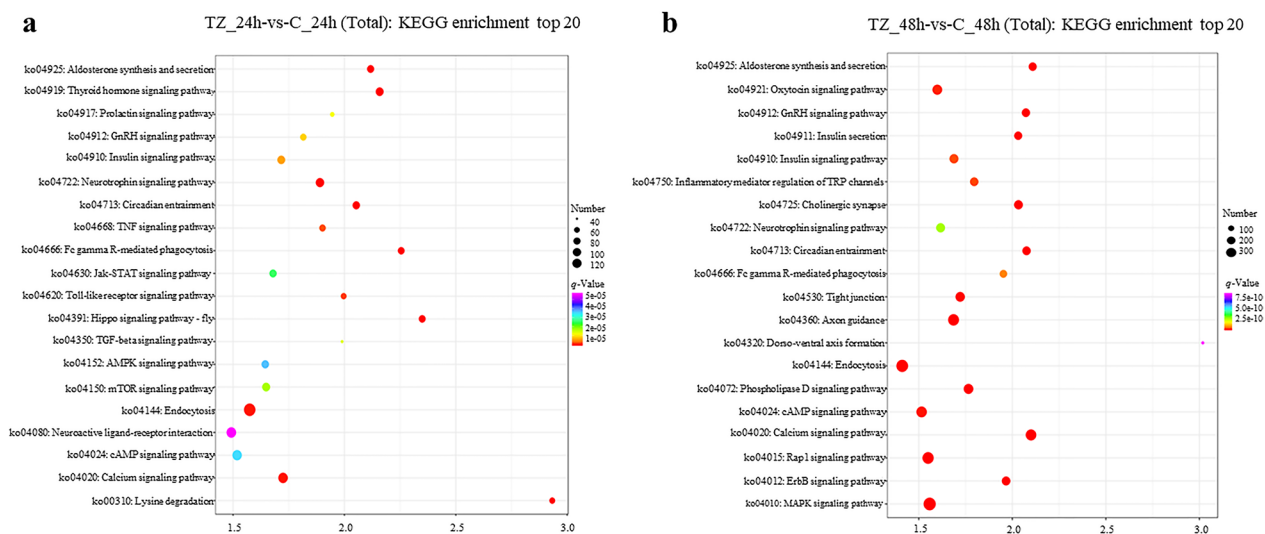 a
TZ_24h-vs-C_24h (Total): KEGG enrichment top 20
ko04925: Aldosterone synthesis and secretion
ko04919: Thyroid hormone signaling pathway
ko04917: Prolactin signaling pathway
ko04912: GnRH signaling pathway
ko04910: Insulin signaling pathway
ko04722: Neurotrophin signaling pathway
ko04713: Circadian entrainment
ko04668: TNF signaling pathway
ko04666: Fc gamma R-mediated phagocytosis
ko04630: Jak-STAT signaling pathway
ko04620: Toll-like receptor signaling pathway
ko04391: Hippo signaling pathway - fly
ko04350: TGF-beta signaling pathway
ko04152: AMPK signaling pathway
ko04150: mTOR signaling pathway
ko04144: Endocytosis
ko04080: Neuroactive ligand-receptor interaction
ko04024: cAMP signaling pathway
ko04020: Calcium signaling pathway
ko00310: Lysine degradation
1.5 2.0 2.5 3.0
Number
40
60
80
100
120
q-Value
5e-05
4e-05
3e-05
2e-05
1e-05
b
TZ_48h-vs-C_48h (Total): KEGG enrichment top 20
ko04925: Aldosterone synthesis and secretion
ko04921: Oxytocin signaling pathway
ko04912: GnRH signaling pathway
ko04911: Insulin secretion
ko04910: Insulin signaling pathway
ko04750: Inflammatory mediator regulation of TRP channels
ko04725: Cholinergic synapse
ko04722: Neurotrophin signaling pathway
ko04713: Circadian entrainment
ko04666: Fc gamma R-mediated phagocytosis
ko04530: Tight junction
ko04360: Axon guidance
ko04320: Dorso-ventral axis formation
ko04144: Endocytosis
ko04072: Phospholipase D signaling pathway
ko04024: cAMP signaling pathway
ko04020: Calcium signaling pathway
ko04015: Rap1 signaling pathway
ko04012: ErbB signaling pathway
ko04010: MAPK signaling pathway
1.5 2.0 2.5 3.0
Number
100
200
300
q-Value
7.5e-10
5.0e-10
2.5e-10